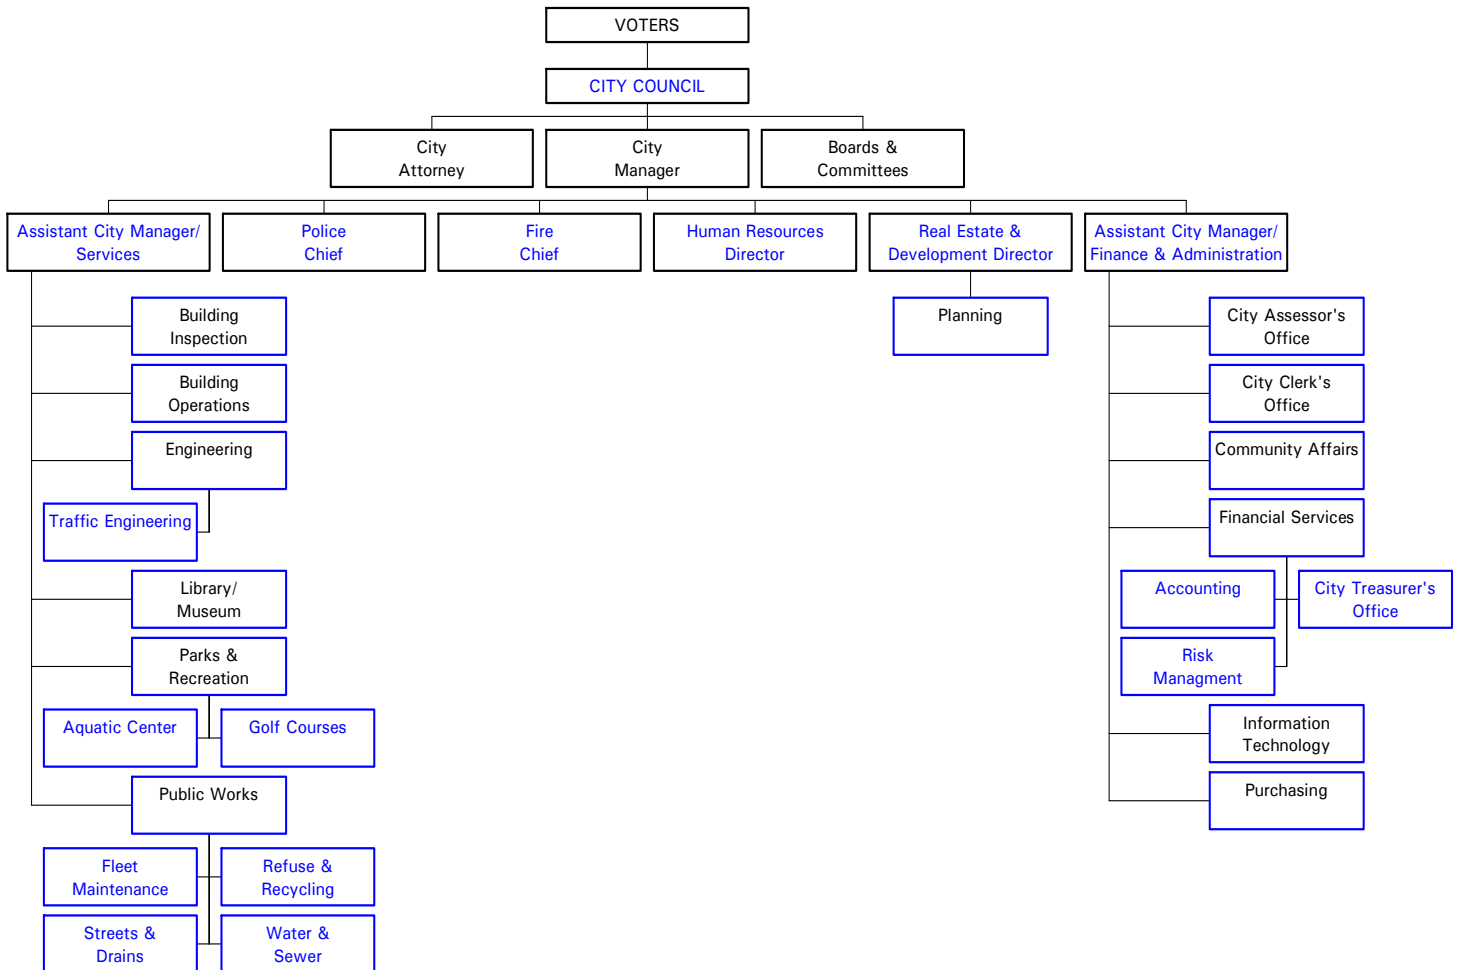 VOTERS
CITY COUNCIL
City
Attorney
City
Manager
Boards &
Committees
Assistant City Manager/
Services
Police
Chief
Fire
Chief
Human Resources
Director
Real Estate &
Development Director
Assistant City Manager/
Finance & Administration
Building
Inspection
Building
Operations
Engineering
Traffic Engineering
Library/
Museum
Parks &
Recreation
Aquatic Center
Golf Courses
Public Works
Fleet
Maintenance
Refuse &
Recycling
Streets &
Drains
Water &
Sewer
Planning
City Assessor's
Office
City Clerk's
Office
Community Affairs
Financial Services
Accounting
City Treasurer's
Office
Risk
Managment
Information
Technology
Purchasing